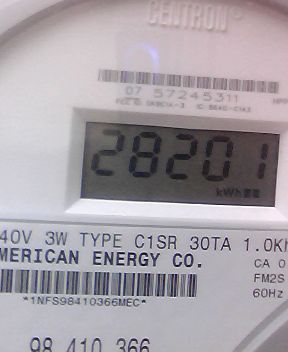 CENTRON®
07 57245311
28201
kWh
40V 3W TYPE C1SR 30TA 1.0Kh
MERICAN ENERGY CO.
CA 0
FM2S
60Hz
*1NFS98410366MEC*
98 410 366